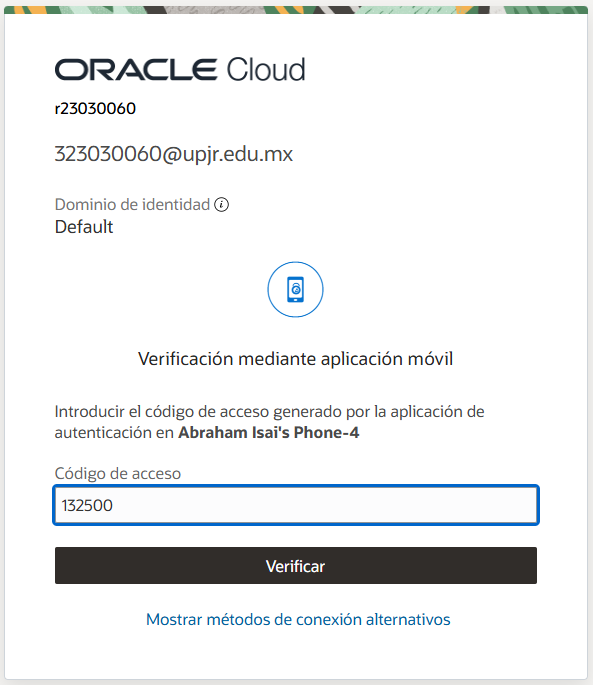 ORACLE Cloud
r23030060
323030060@upjr.edu.mx
Dominio de identidad
Default
Verificación mediante aplicación móvil
Introducir el código de acceso generado por la aplicación de
autenticación en Abraham Isai's Phone-4
Código de acceso
132500
Verificar
Mostrar métodos de conexión alternativos